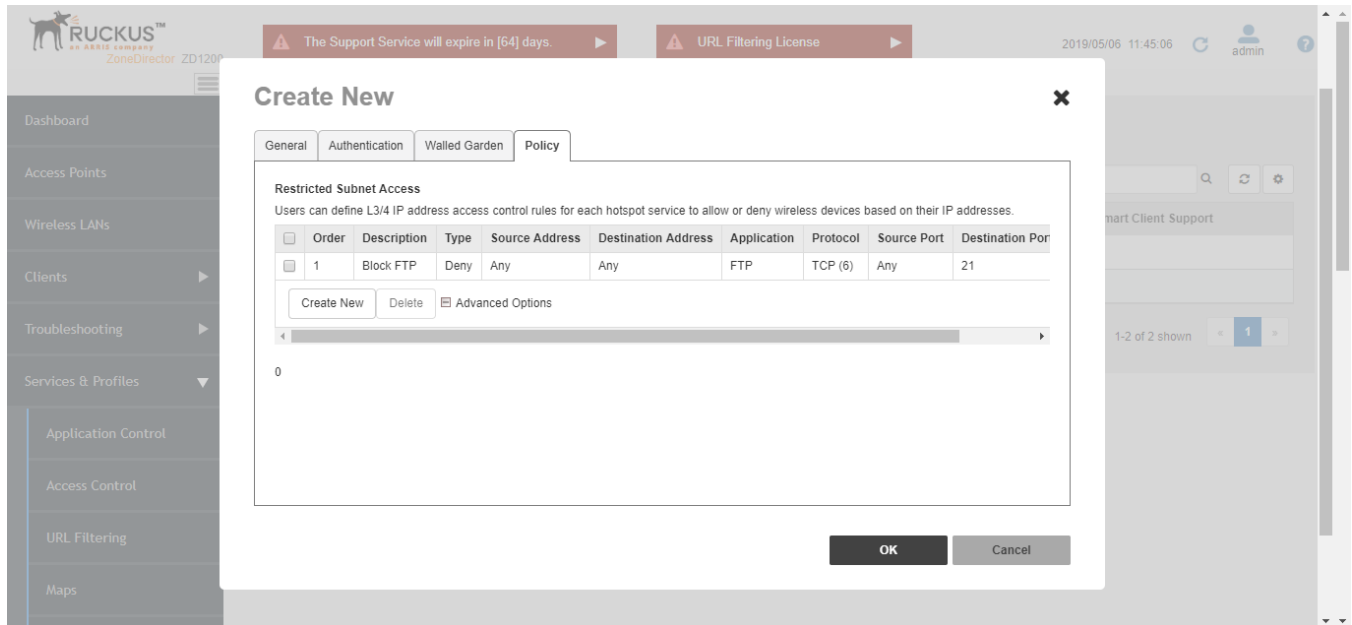 RUCKUS™
an ARRIS company
ZoneDirector ZD1200
The Support Service will expire in [64] days.
URL Filtering License
2019/05/06 11:45:06
admin
?
Dashboard
Access Points
Wireless LANs
Clients
Troubleshooting
Services & Profiles
Application Control
Access Control
URL Filtering
Maps
Create New
General Authentication Walled Garden Policy
Restricted Subnet Access
Users can define L3/4 IP address access control rules for each hotspot service to allow or deny wireless devices based on their IP addresses.
Order Description Type Source Address Destination Address Application Protocol Source Port Destination Por
1 Block FTP Deny Any Any FTP TCP (6) Any 21
Create New Delete Advanced Options
0
OK Cancel
mart Client Support
1-2 of 2 shown « 1 »